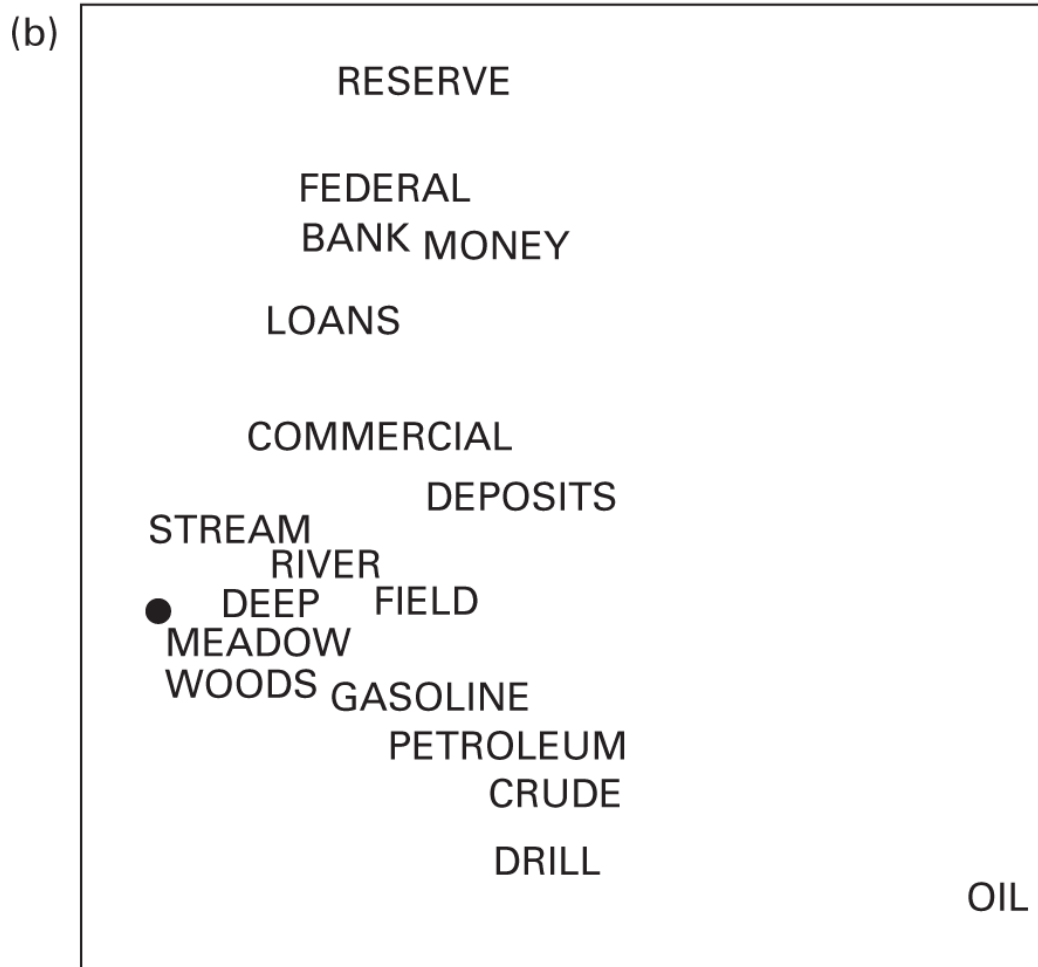 (b)
RESERVE
FEDERAL
BANK MONEY
LOANS
COMMERCIAL
DEPOSITS
STREAM
RIVER
DEEP FIELD
MEADOW
WOODS GASOLINE
PETROLEUM
CRUDE
DRILL
OIL